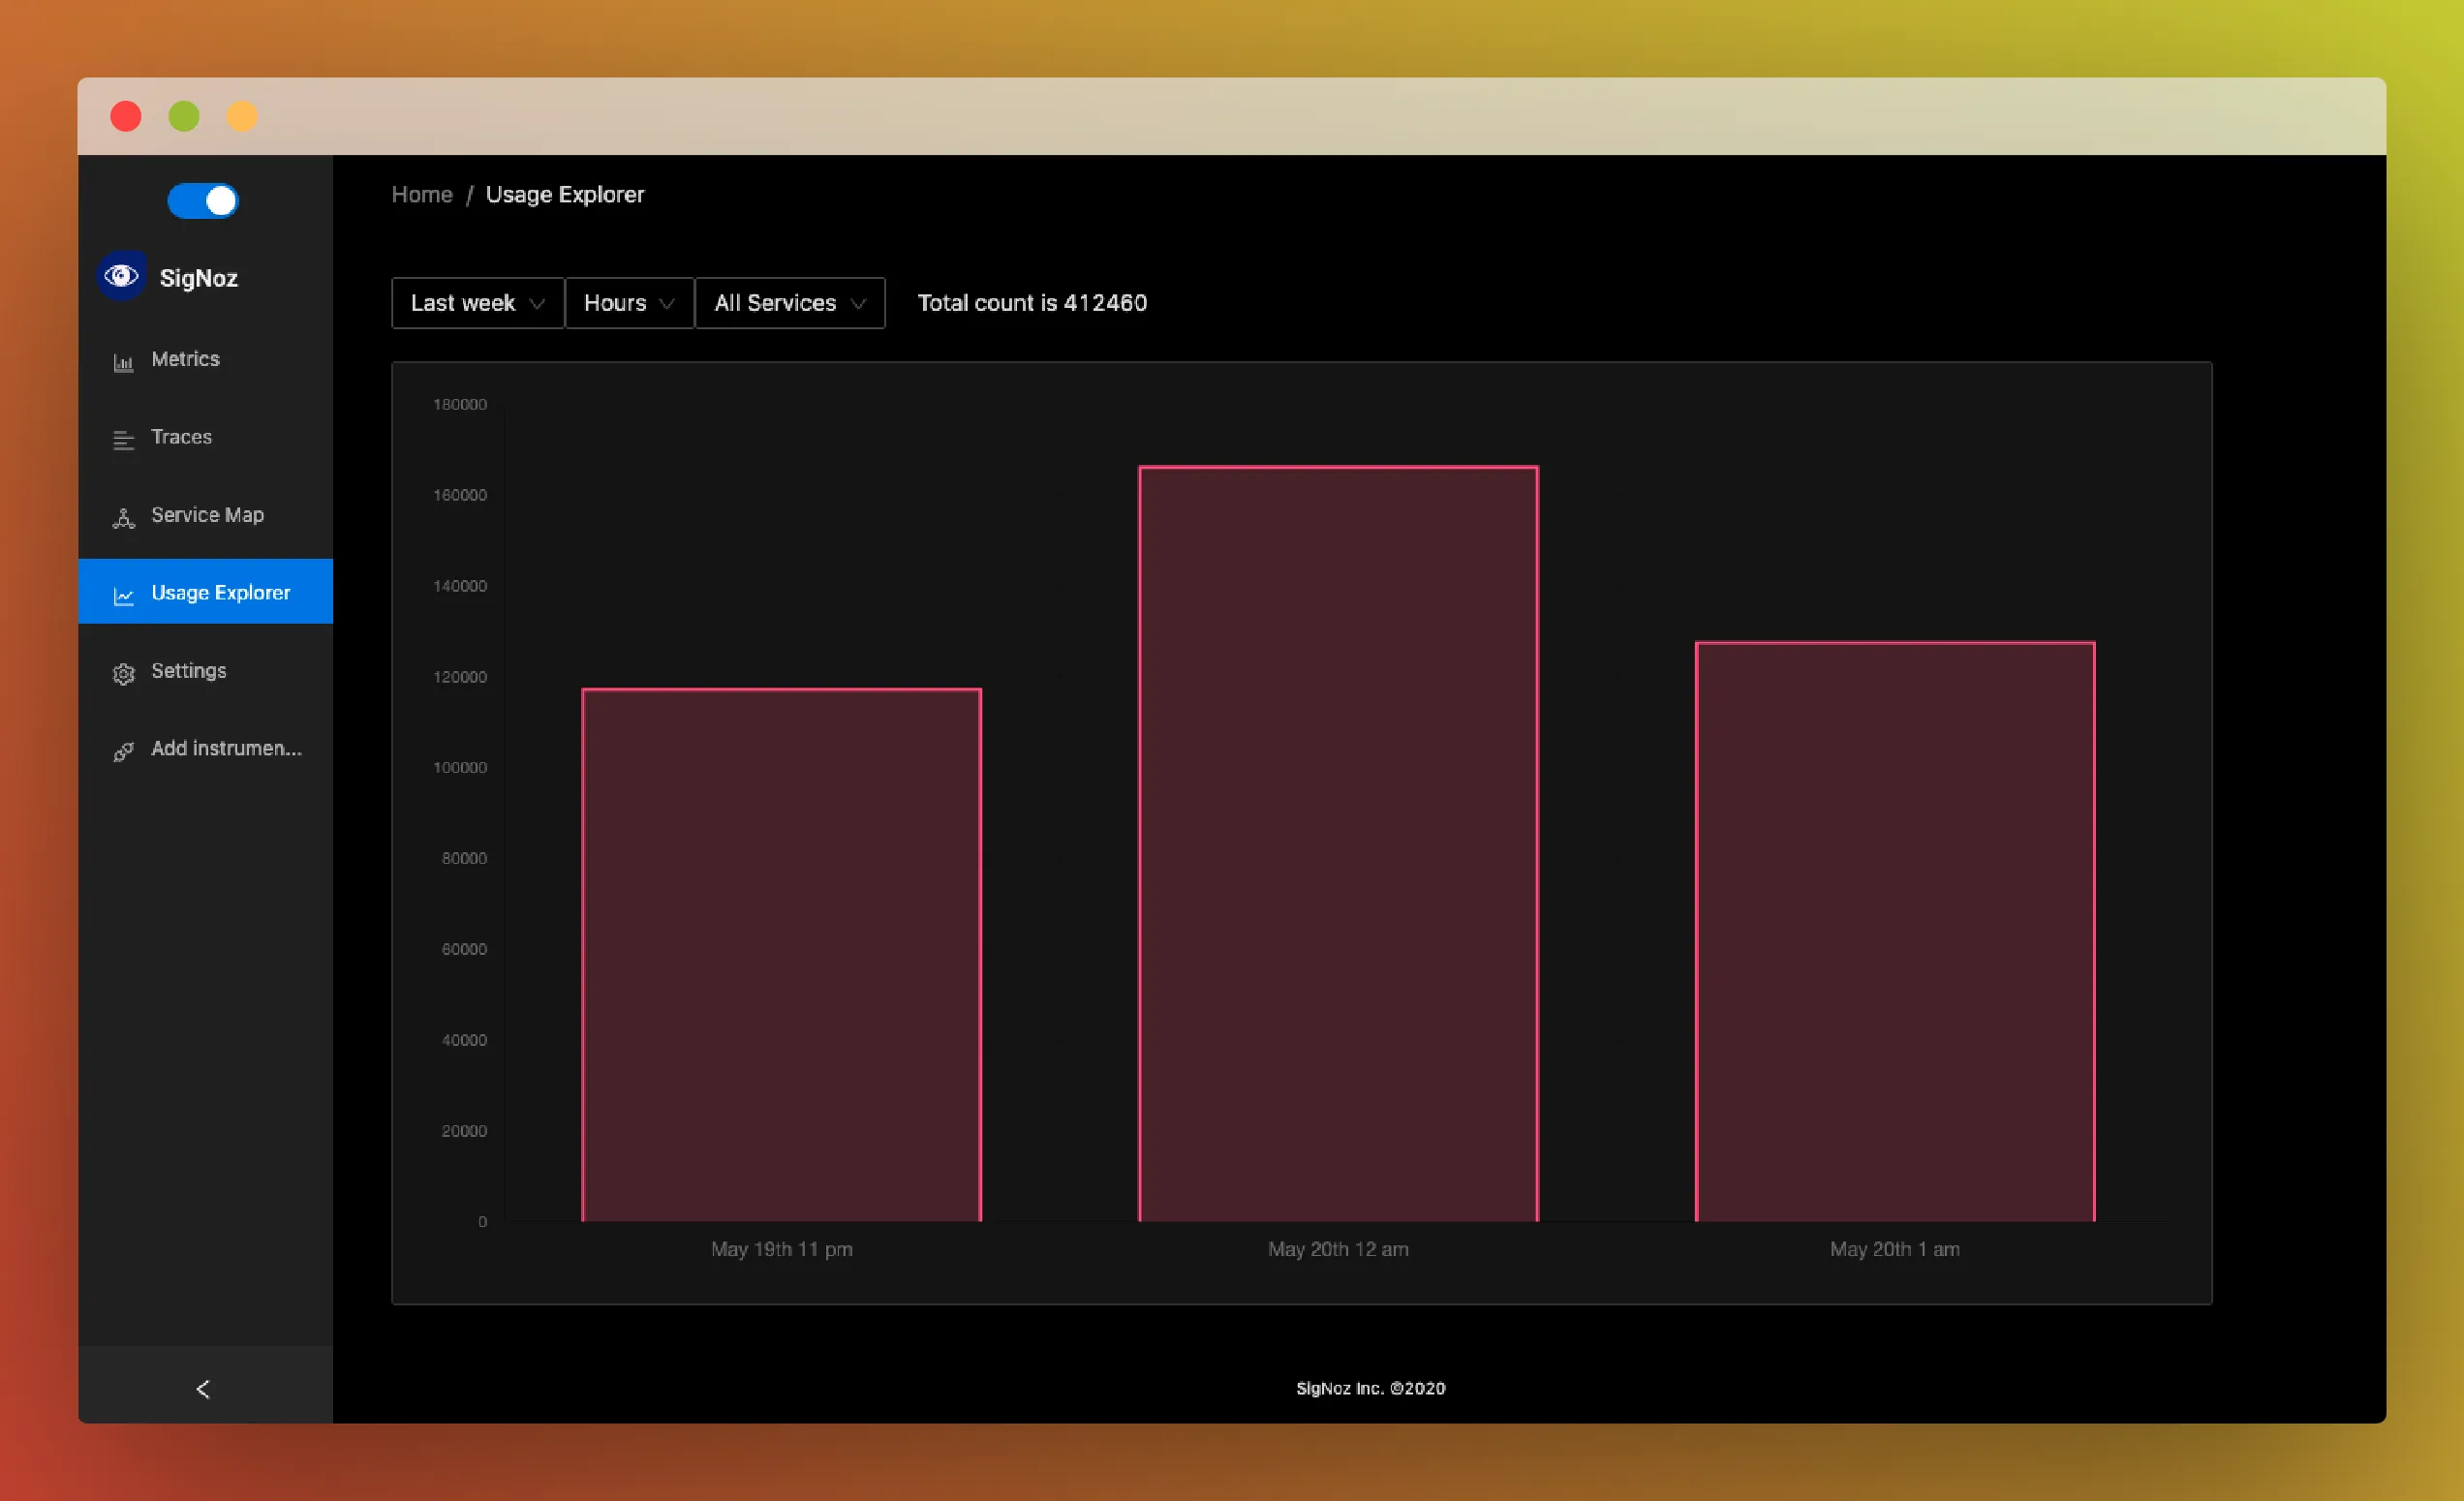 Home / Usage Explorer
SigNoz
Last week Hours All Services Total count is 412460
Metrics
Traces
Service Map
Usage Explorer
Settings
Add instrumen...
180000
160000
140000
120000
100000
80000
60000
40000
20000
0
May 19th 11 pm May 20th 12 am May 20th 1 am
SigNoz Inc. ©2020